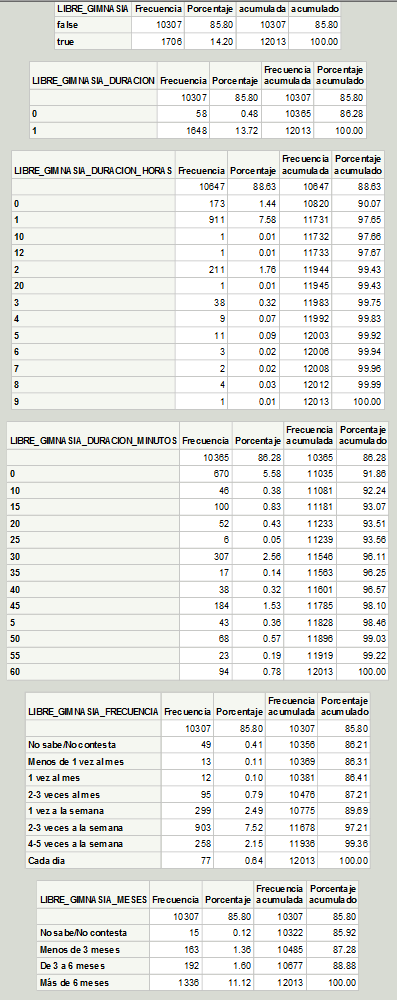 LIBRE_GIMNASIA Frecuencia Porcentaje acumulada acumulado
false 10307 85.80 10307 85.80
true 1706 14.20 12013 100.00
Frecuencia Porcentaje
LIBRE_GIMNASIA_DURACION Frecuencia Porcentaje acumulada acumulado
10307 85.80 10307 85.80
0 58 0.48 10365 86.28
1 1648 13.72 12013 100.00
Frecuencia Porcentaje
LIBRE_GIMNASIA_DURACION_HORAS Frecuencia Porcentaje acumulada acumulado
10647 88.63 10647 88.63
0 173 1.44 10820 90.07
1 911 7.58 11731 97.65
10 1 0.01 11732 97.66
12 1 0.01 11733 97.67
2 211 1.76 11944 99.43
20 1 0.01 11945 99.43
3 38 0.32 11983 99.75
4 9 0.07 11992 99.83
5 11 0.09 12003 99.92
6 3 0.02 12006 99.94
7 2 0.02 12008 99.96
8 4 0.03 12012 99.99
9 1 0.01 12013 100.00
Frecuencia Porcentaje
LIBRE_GIMNASIA_DURACION_MINUTOS Frecuencia Porcentaje acumulada acumulado
10365 86.28 10365 86.28
0 670 5.58 11035 91.86
10 46 0.38 11081 92.24
15 100 0.83 11181 93.07
20 52 0.43 11233 93.51
25 6 0.05 11239 93.56
30 307 2.56 11546 96.11
35 17 0.14 11563 96.25
40 38 0.32 11601 96.57
45 184 1.53 11785 98.10
5 43 0.36 11828 98.46
50 68 0.57 11896 99.03
55 23 0.19 11919 99.22
60 94 0.78 12013 100.00
Frecuencia Porcentaje
LIBRE_GIMNASIA_FRECUENCIA Frecuencia Porcentaje acumulada acumulado
10307 85.80 10307 85.80
No sabe/No contesta 49 0.41 10356 86.21
Menos de 1 vez al mes 13 0.11 10369 86.31
1 vez al mes 12 0.10 10381 86.41
2-3 veces al mes 95 0.79 10476 87.21
1 vez a la semana 299 2.49 10775 89.69
2-3 veces a la semana 903 7.52 11678 97.21
4-5 veces a la semana 258 2.15 11936 99.36
Cada dia 77 0.64 12013 100.00
Frecuencia Porcentaje
LIBRE_GIMNASIA_MESES Frecuencia Porcentaje acumulada acumulado
10307 85.80 10307 85.80
No sabe/No contesta 15 0.12 10322 85.92
Menos de 3 meses 163 1.36 10485 87.28
De 3 a 6 meses 192 1.60 10677 88.88
Más de 6 meses 1336 11.12 12013 100.00